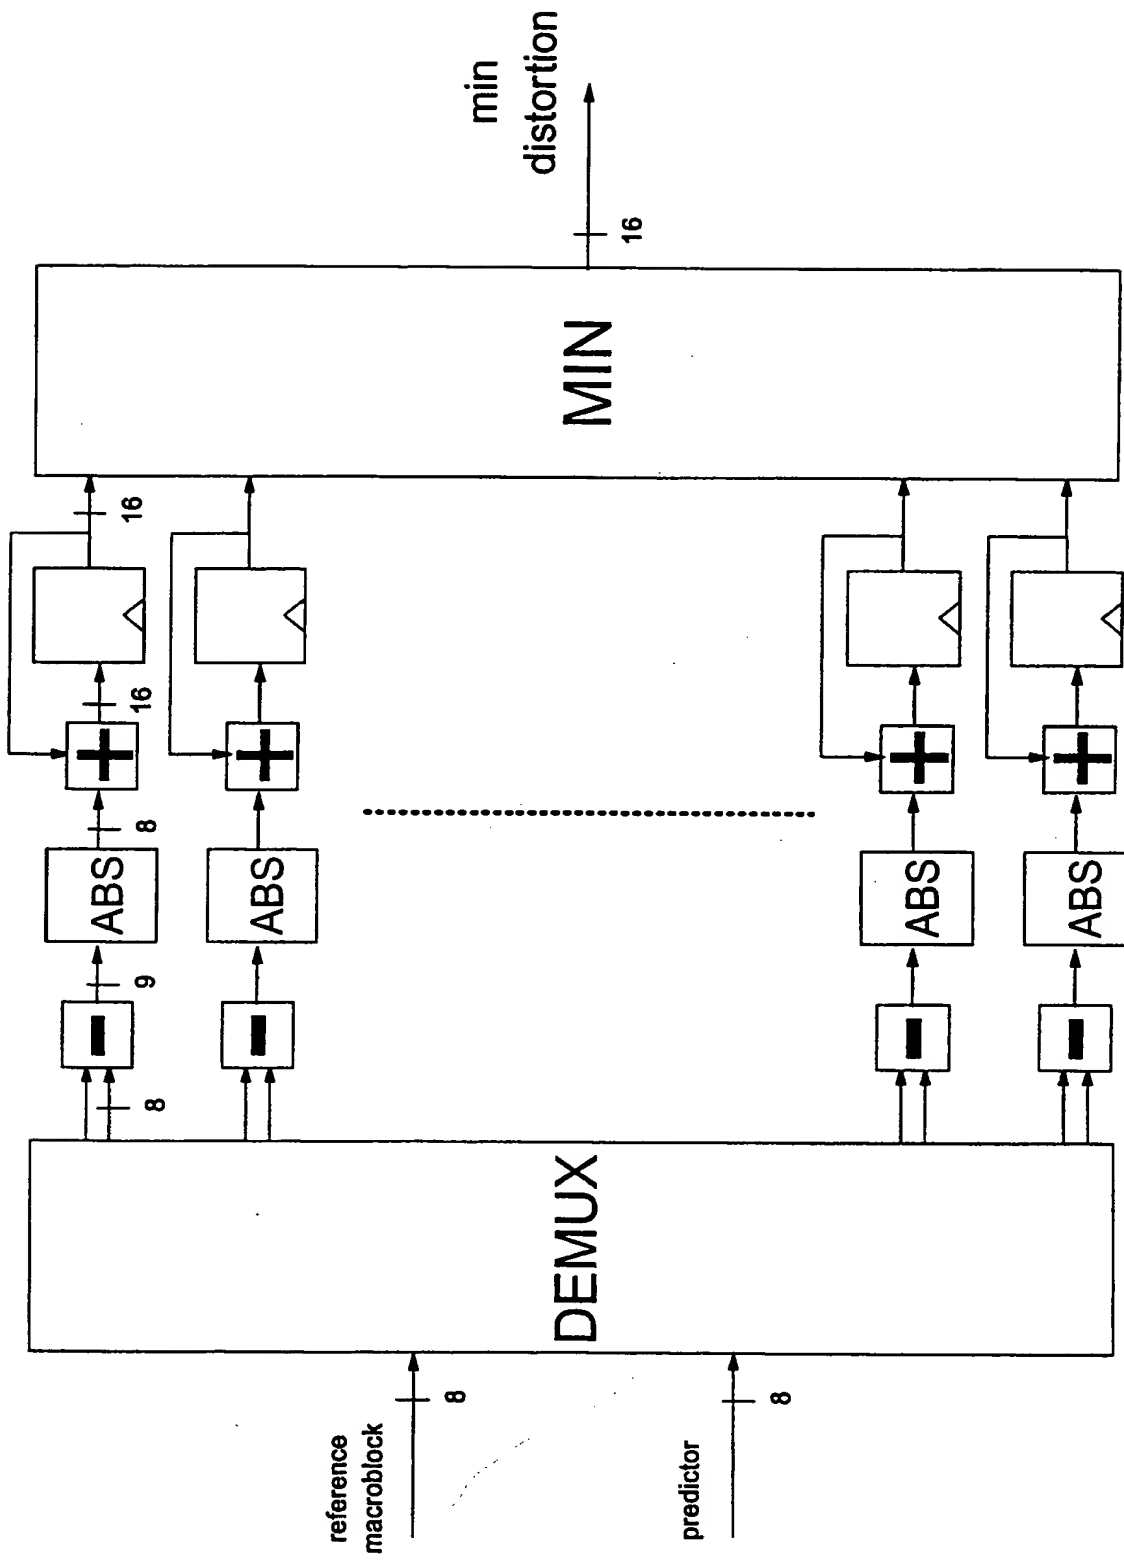 reference
macroblock
8
predictor
8
DEMUX
8
9
ABS
8
16
16
ABS
ABS
ABS
MIN
16
min
distortion